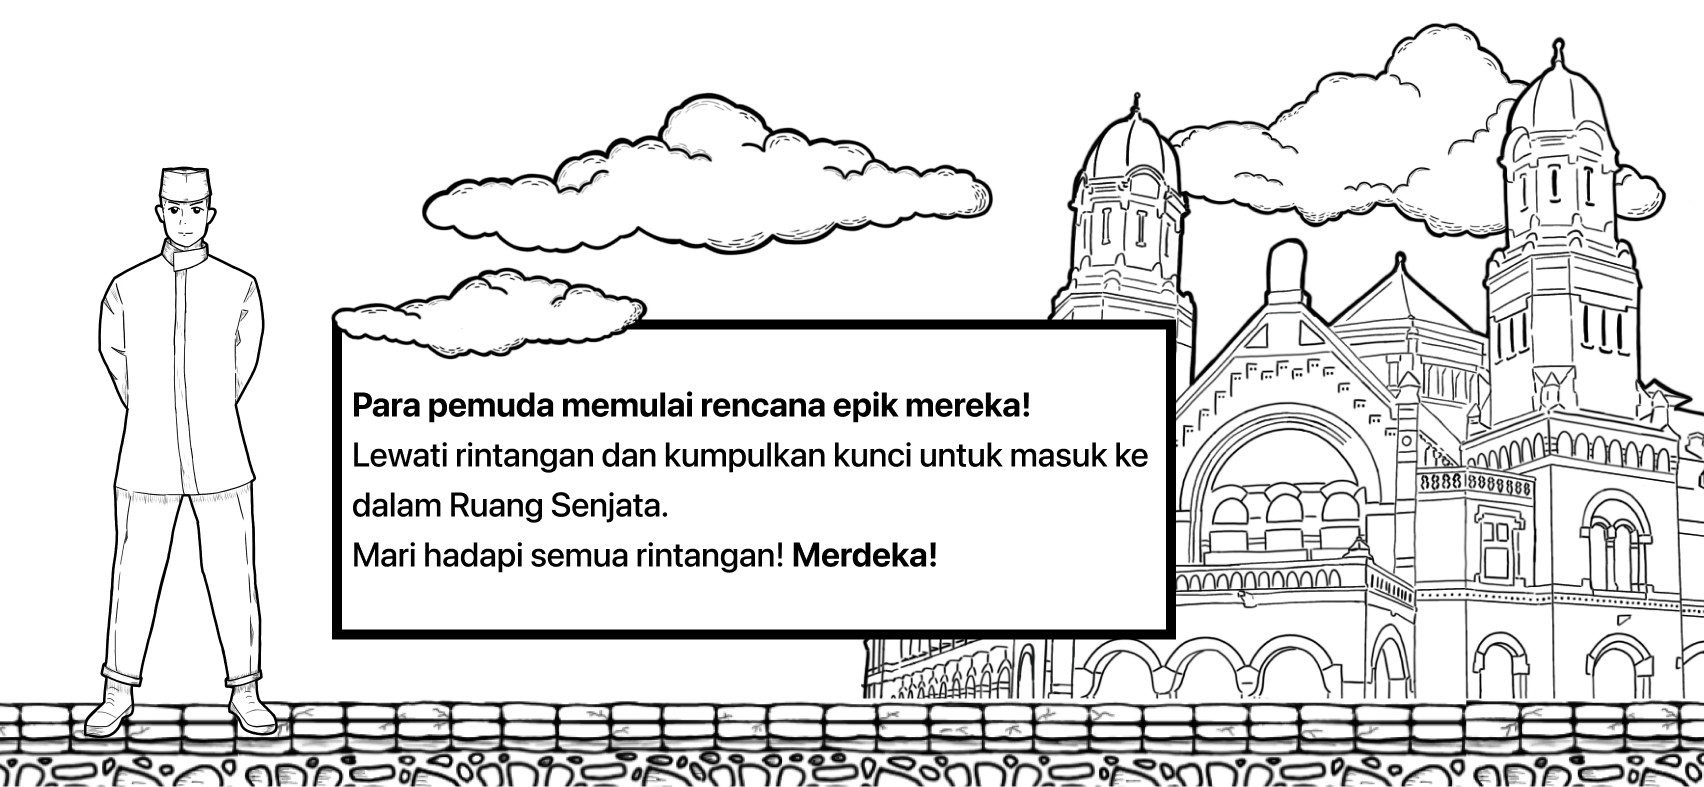 Para pemuda memulai rencana epik mereka!
Lewati rintangan dan kumpulkan kunci untuk masuk ke
dalam Ruang Senjata.
Mari hadapi semua rintangan! Merdeka!